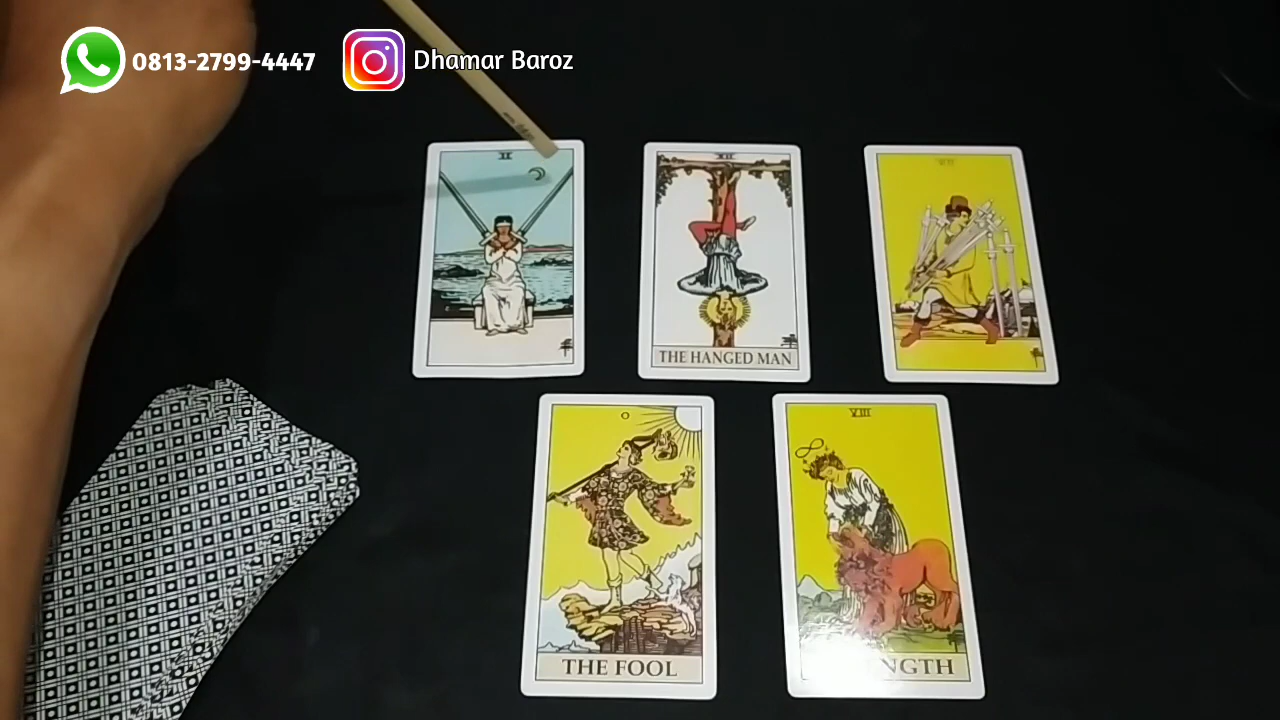 0813-2799-4447 Dhamar Baroz
II
XII
VII
THE HANGED MAN
0
VIII
THE FOOL
NGTH